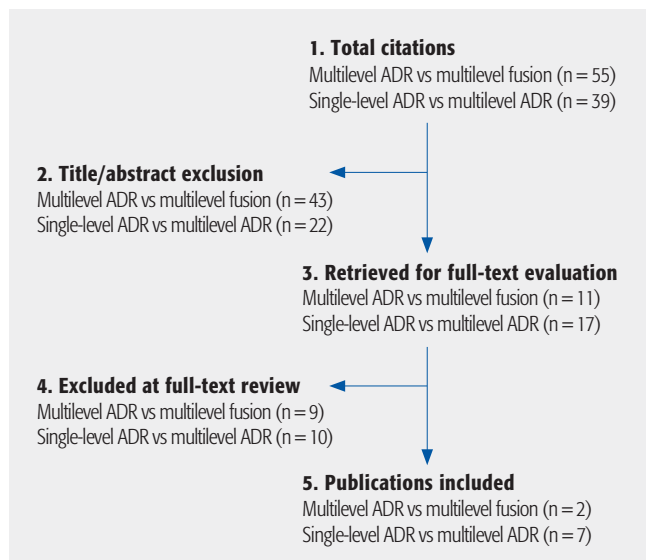 1. Total citations
Multilevel ADR vs multilevel fusion (n = 55)
Single-level ADR vs multilevel ADR (n = 39)
2. Title/abstract exclusion
Multilevel ADR vs multilevel fusion (n = 43)
Single-level ADR vs multilevel ADR (n = 22)
3. Retrieved for full-text evaluation
Multilevel ADR vs multilevel fusion (n = 11)
Single-level ADR vs multilevel ADR (n = 17)
4. Excluded at full-text review
Multilevel ADR vs multilevel fusion (n = 9)
Single-level ADR vs multilevel ADR (n = 10)
5. Publications included
Multilevel ADR vs multilevel fusion (n = 2)
Single-level ADR vs multilevel ADR (n = 7)